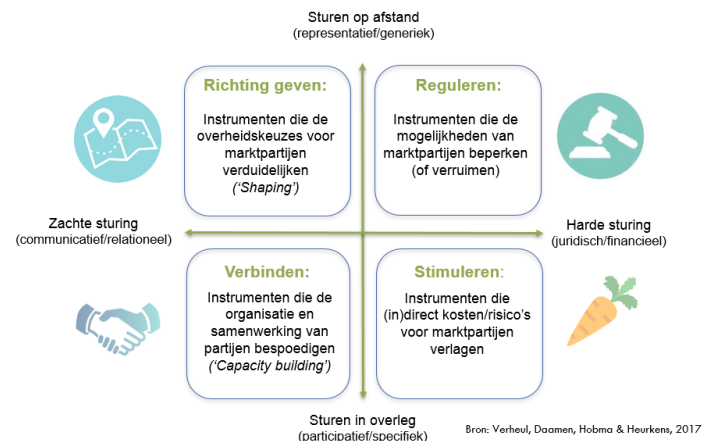 Sturen op afstand
(representatief/generiek)
Richting geven:
Instrumenten die de
overheidskeuzes voor
marktpartijen
verduidelijken
(‘Shaping’)
Reguleren:
Instrumenten die de
mogelijkheden van
marktpartijen beperken
(of verruimen)
Zachte sturing
(communicatief/relationeel)
Harde sturing
(juridisch/financieel)
Verbinden:
Instrumenten die de
organisatie en
samenwerking van
partijen bespoedigen
(‘Capacity building’)
Stimuleren:
Instrumenten die
(in)direct kosten/risico’s
voor marktpartijen
verlagen
Sturen in overleg
(participatief/specifiek)
Bron: Verheul, Daamen, Hobma & Heurkens, 2017